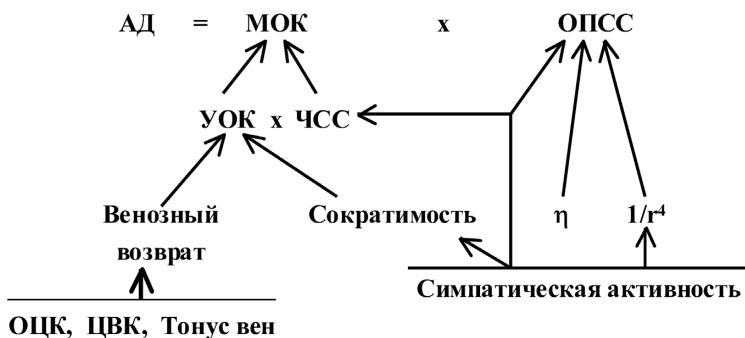 АД = МОК х ОПСС
УОК х ЧСС
Венозный возврат
Сократимость
η
1/r⁴
Симпатическая активность
ОЦК, ЦВК, Тонус вен